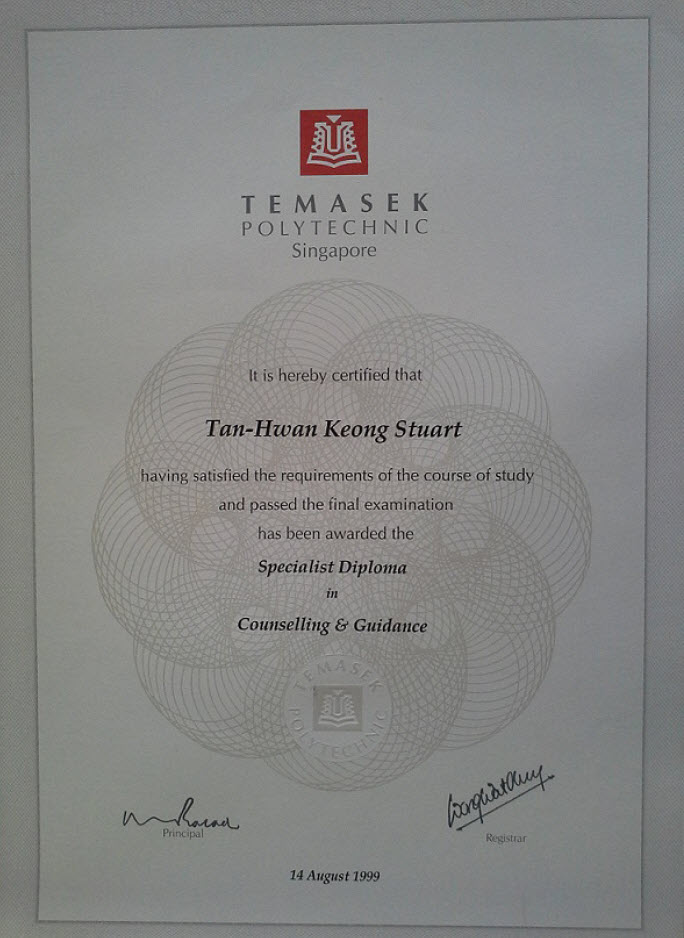 TEMASEK
POLYTECHNIC
Singapore
It is hereby certified that
Tan-Hwan Keong Stuart
having satisfied the requirements of the course of study
and passed the final examination
has been awarded the
Specialist Diploma
in
Counselling & Guidance
TEMASEK
POLYTECHNIC
Principal
Registrar
14 August 1999